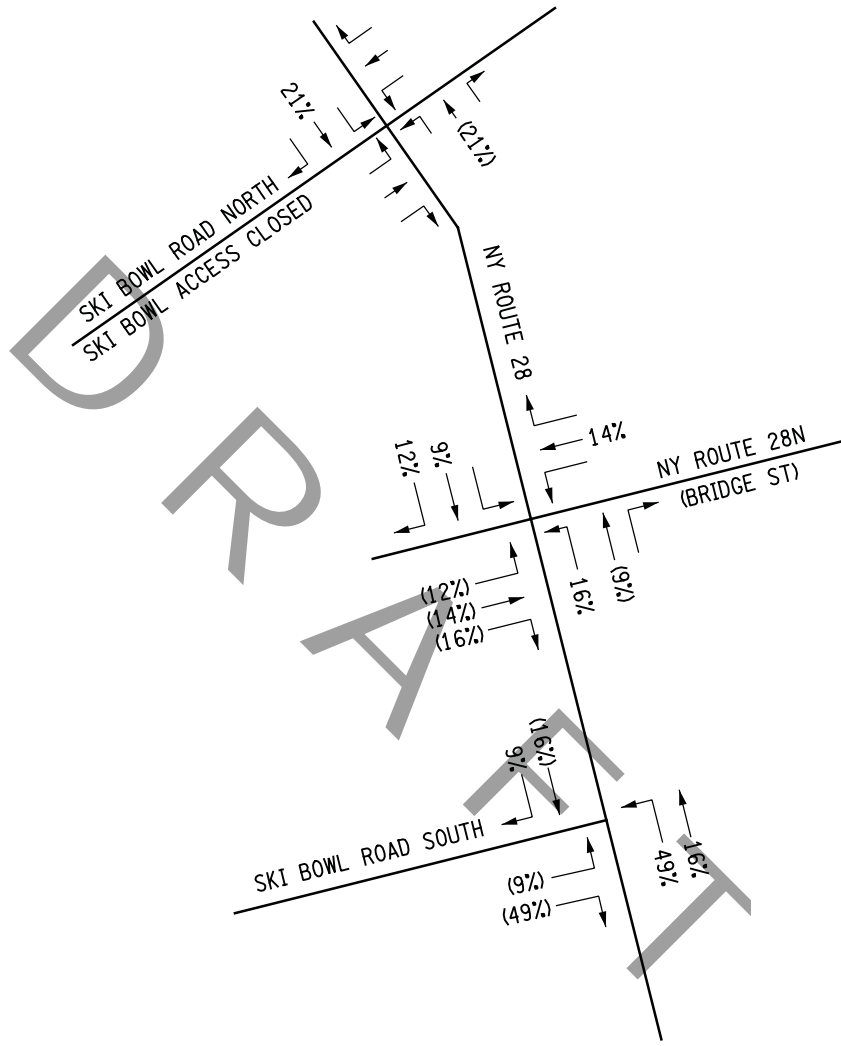 21%
(21%)
SKI BOWL ROAD NORTH
SKI BOWL ACCESS CLOSED
NY ROUTE 28
14%
12%
9%
NY ROUTE 28N
(BRIDGE ST)
(12%)
(14%)
(16%)
16%
(9%)
(16%)
9%
SKI BOWL ROAD SOUTH
16%
49%
(9%)
(49%)
DRAFT